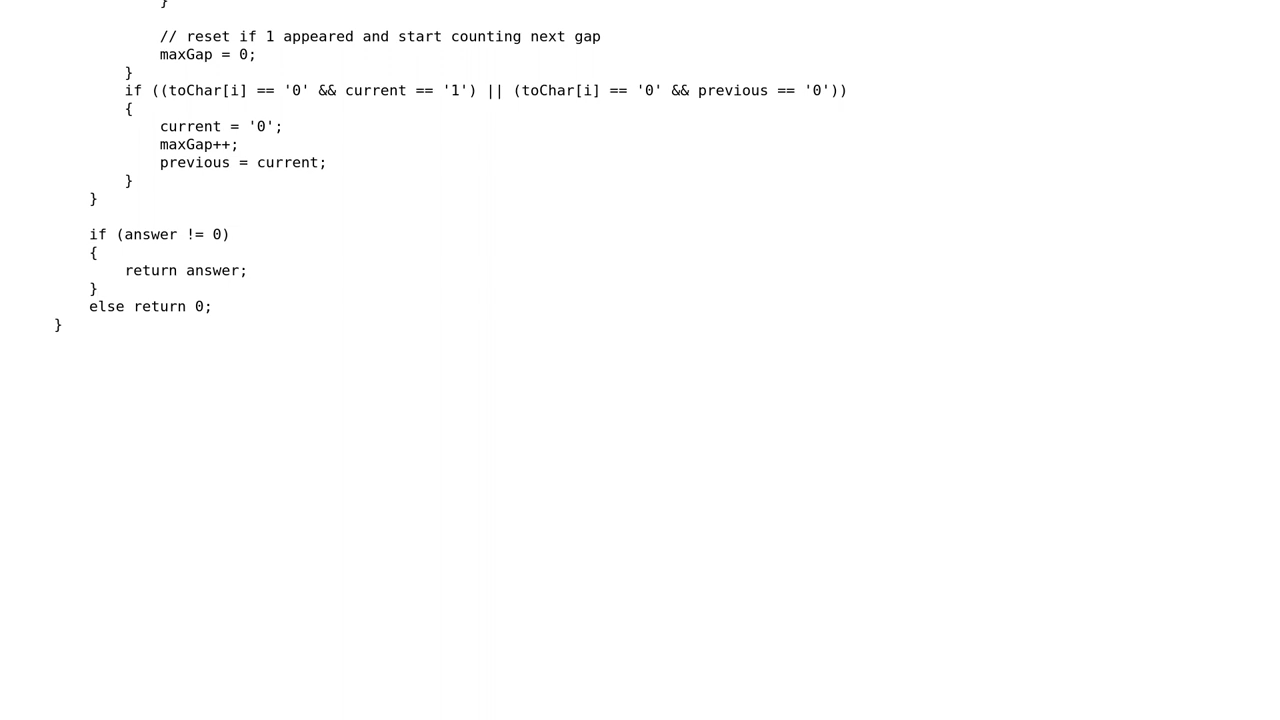 }
// reset if 1 appeared and start counting next gap
maxGap = 0;
}
if ((toChar[i] == '0' && current == '1') || (toChar[i] == '0' && previous == '0'))
{
current = '0';
maxGap++;
previous = current;
}
}
if (answer != 0)
{
return answer;
}
else return 0;
}